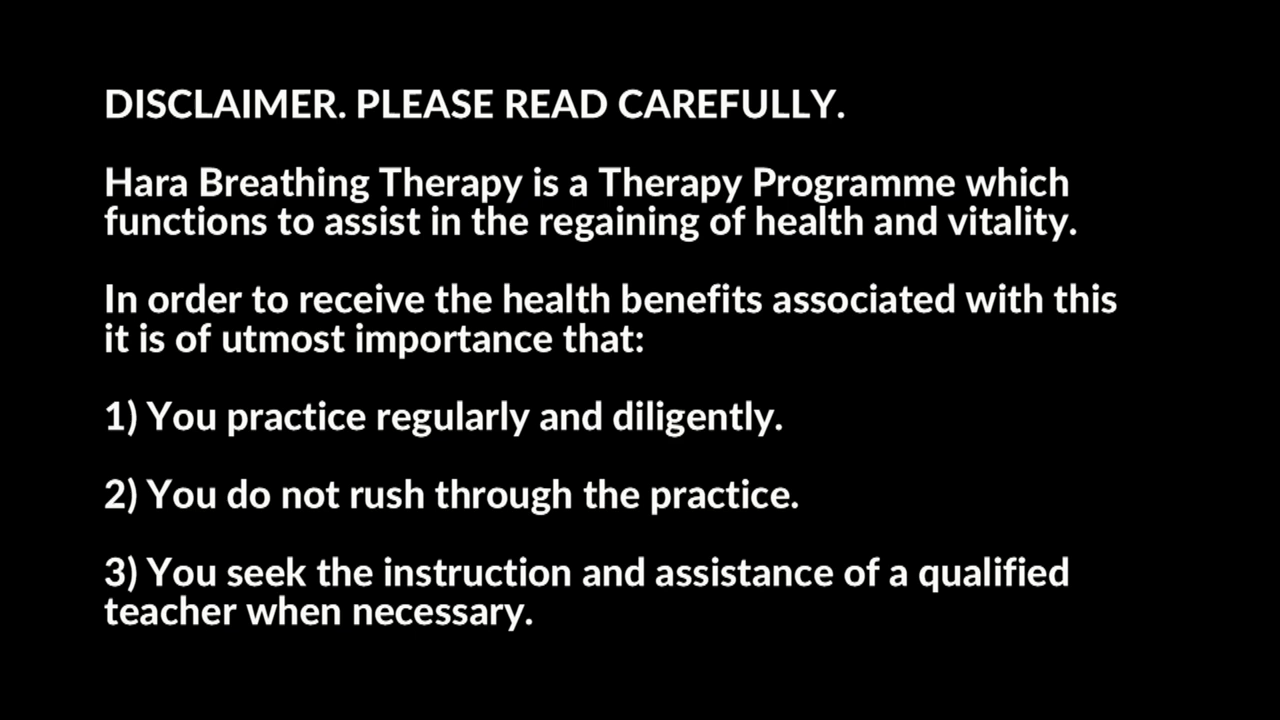 DISCLAIMER. PLEASE READ CAREFULLY.
Hara Breathing Therapy is a Therapy Programme which
functions to assist in the regaining of health and vitality.
In order to receive the health benefits associated with this
it is of utmost importance that:
1) You practice regularly and diligently.
2) You do not rush through the practice.
3) You seek the instruction and assistance of a qualified
teacher when necessary.